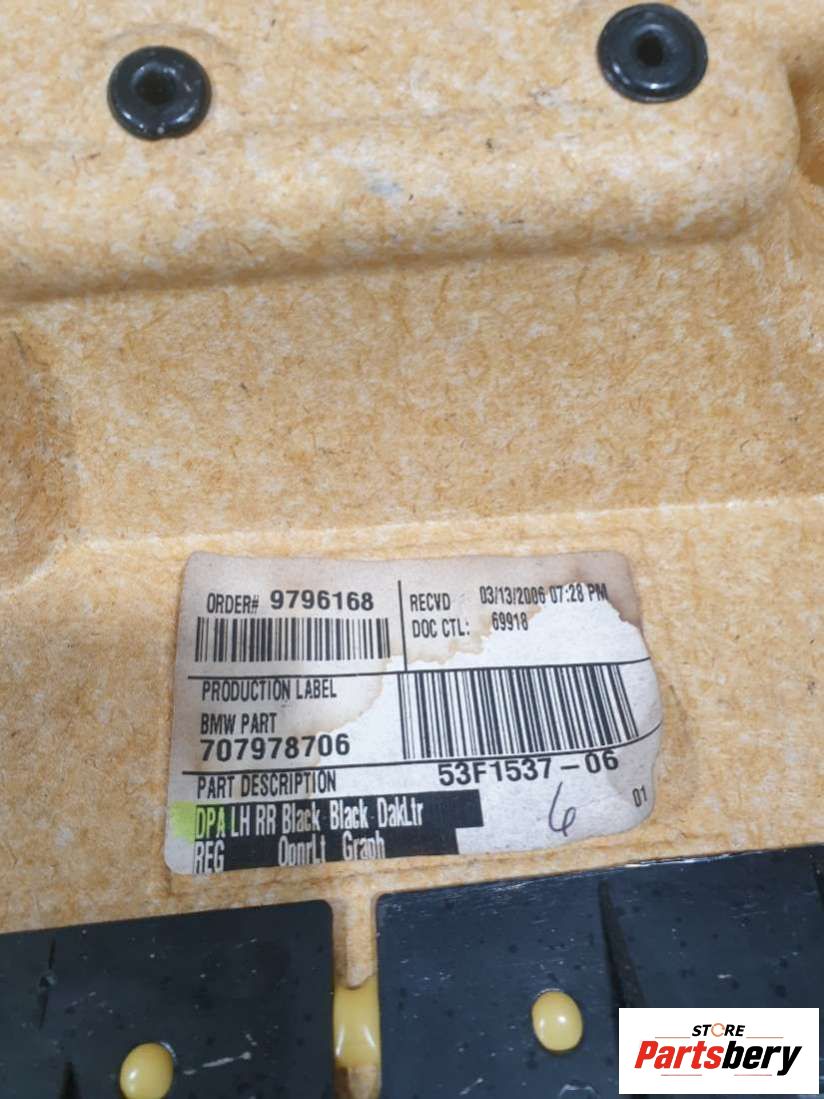 ORDER# 9796168
RECVD 03/13/2006 07:28 PM
DOC CTL: 69918
PRODUCTION LABEL
BMW PART
707978706
53F1537-06
PART DESCRIPTION
6
01
DPA LH RR Black Black DakLtr
REG OpnrLt Graph
STORE
Partsbery